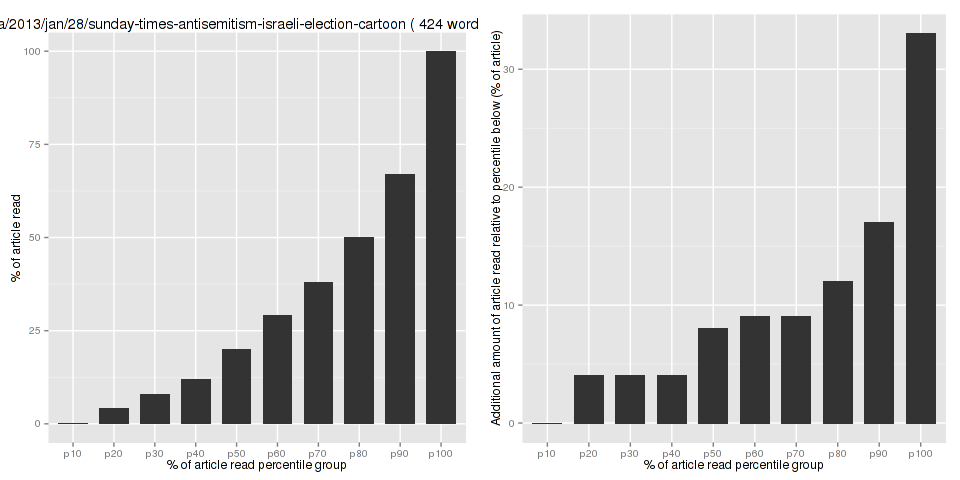 a/2013/jan/28/sunday-times-antisemitism-israeli-election-cartoon ( 424 word
100
75
50
25
0
% of article read
p10 p20 p30 p40 p50 p60 p70 p80 p90 p100
% of article read percentile group
30
20
10
0
Additional amount of article read relative to percentile below (% of article)
p10 p20 p30 p40 p50 p60 p70 p80 p90 p100
% of article read percentile group